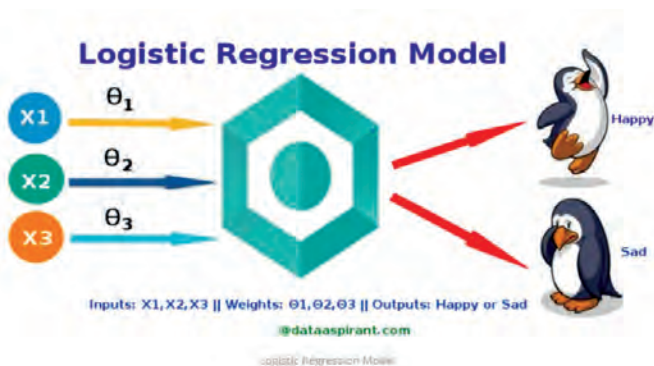 Logistic Regression Model
θ1
X1
Happy
θ2
X2
θ3
X3
Sad
Inputs: X1,X2,X3 || Weights: Θ1,Θ2,Θ3 || Outputs: Happy or Sad
@dataaspirant.com
Logistic Regression Model